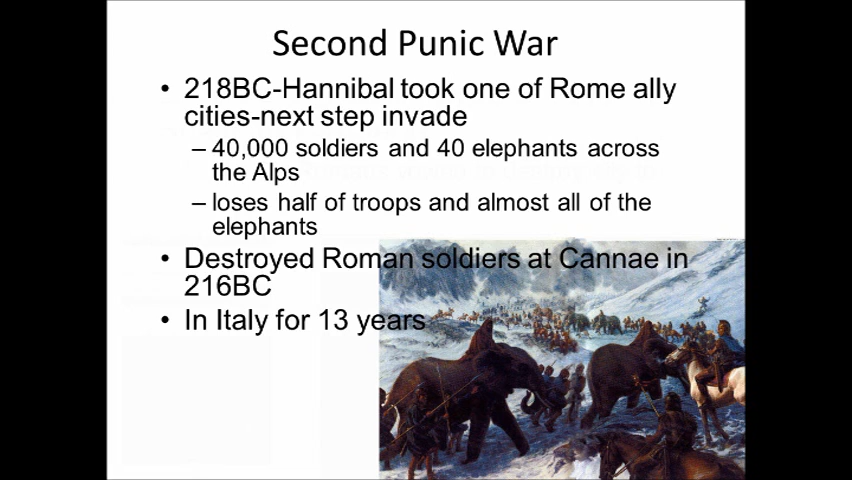 Second Punic War
• 218BC-Hannibal took one of Rome ally
cities-next step invade
– 40,000 soldiers and 40 elephants across
the Alps
– loses half of troops and almost all of the
elephants
• Destroyed Roman soldiers at Cannae in
216BC
• In Italy for 13 years